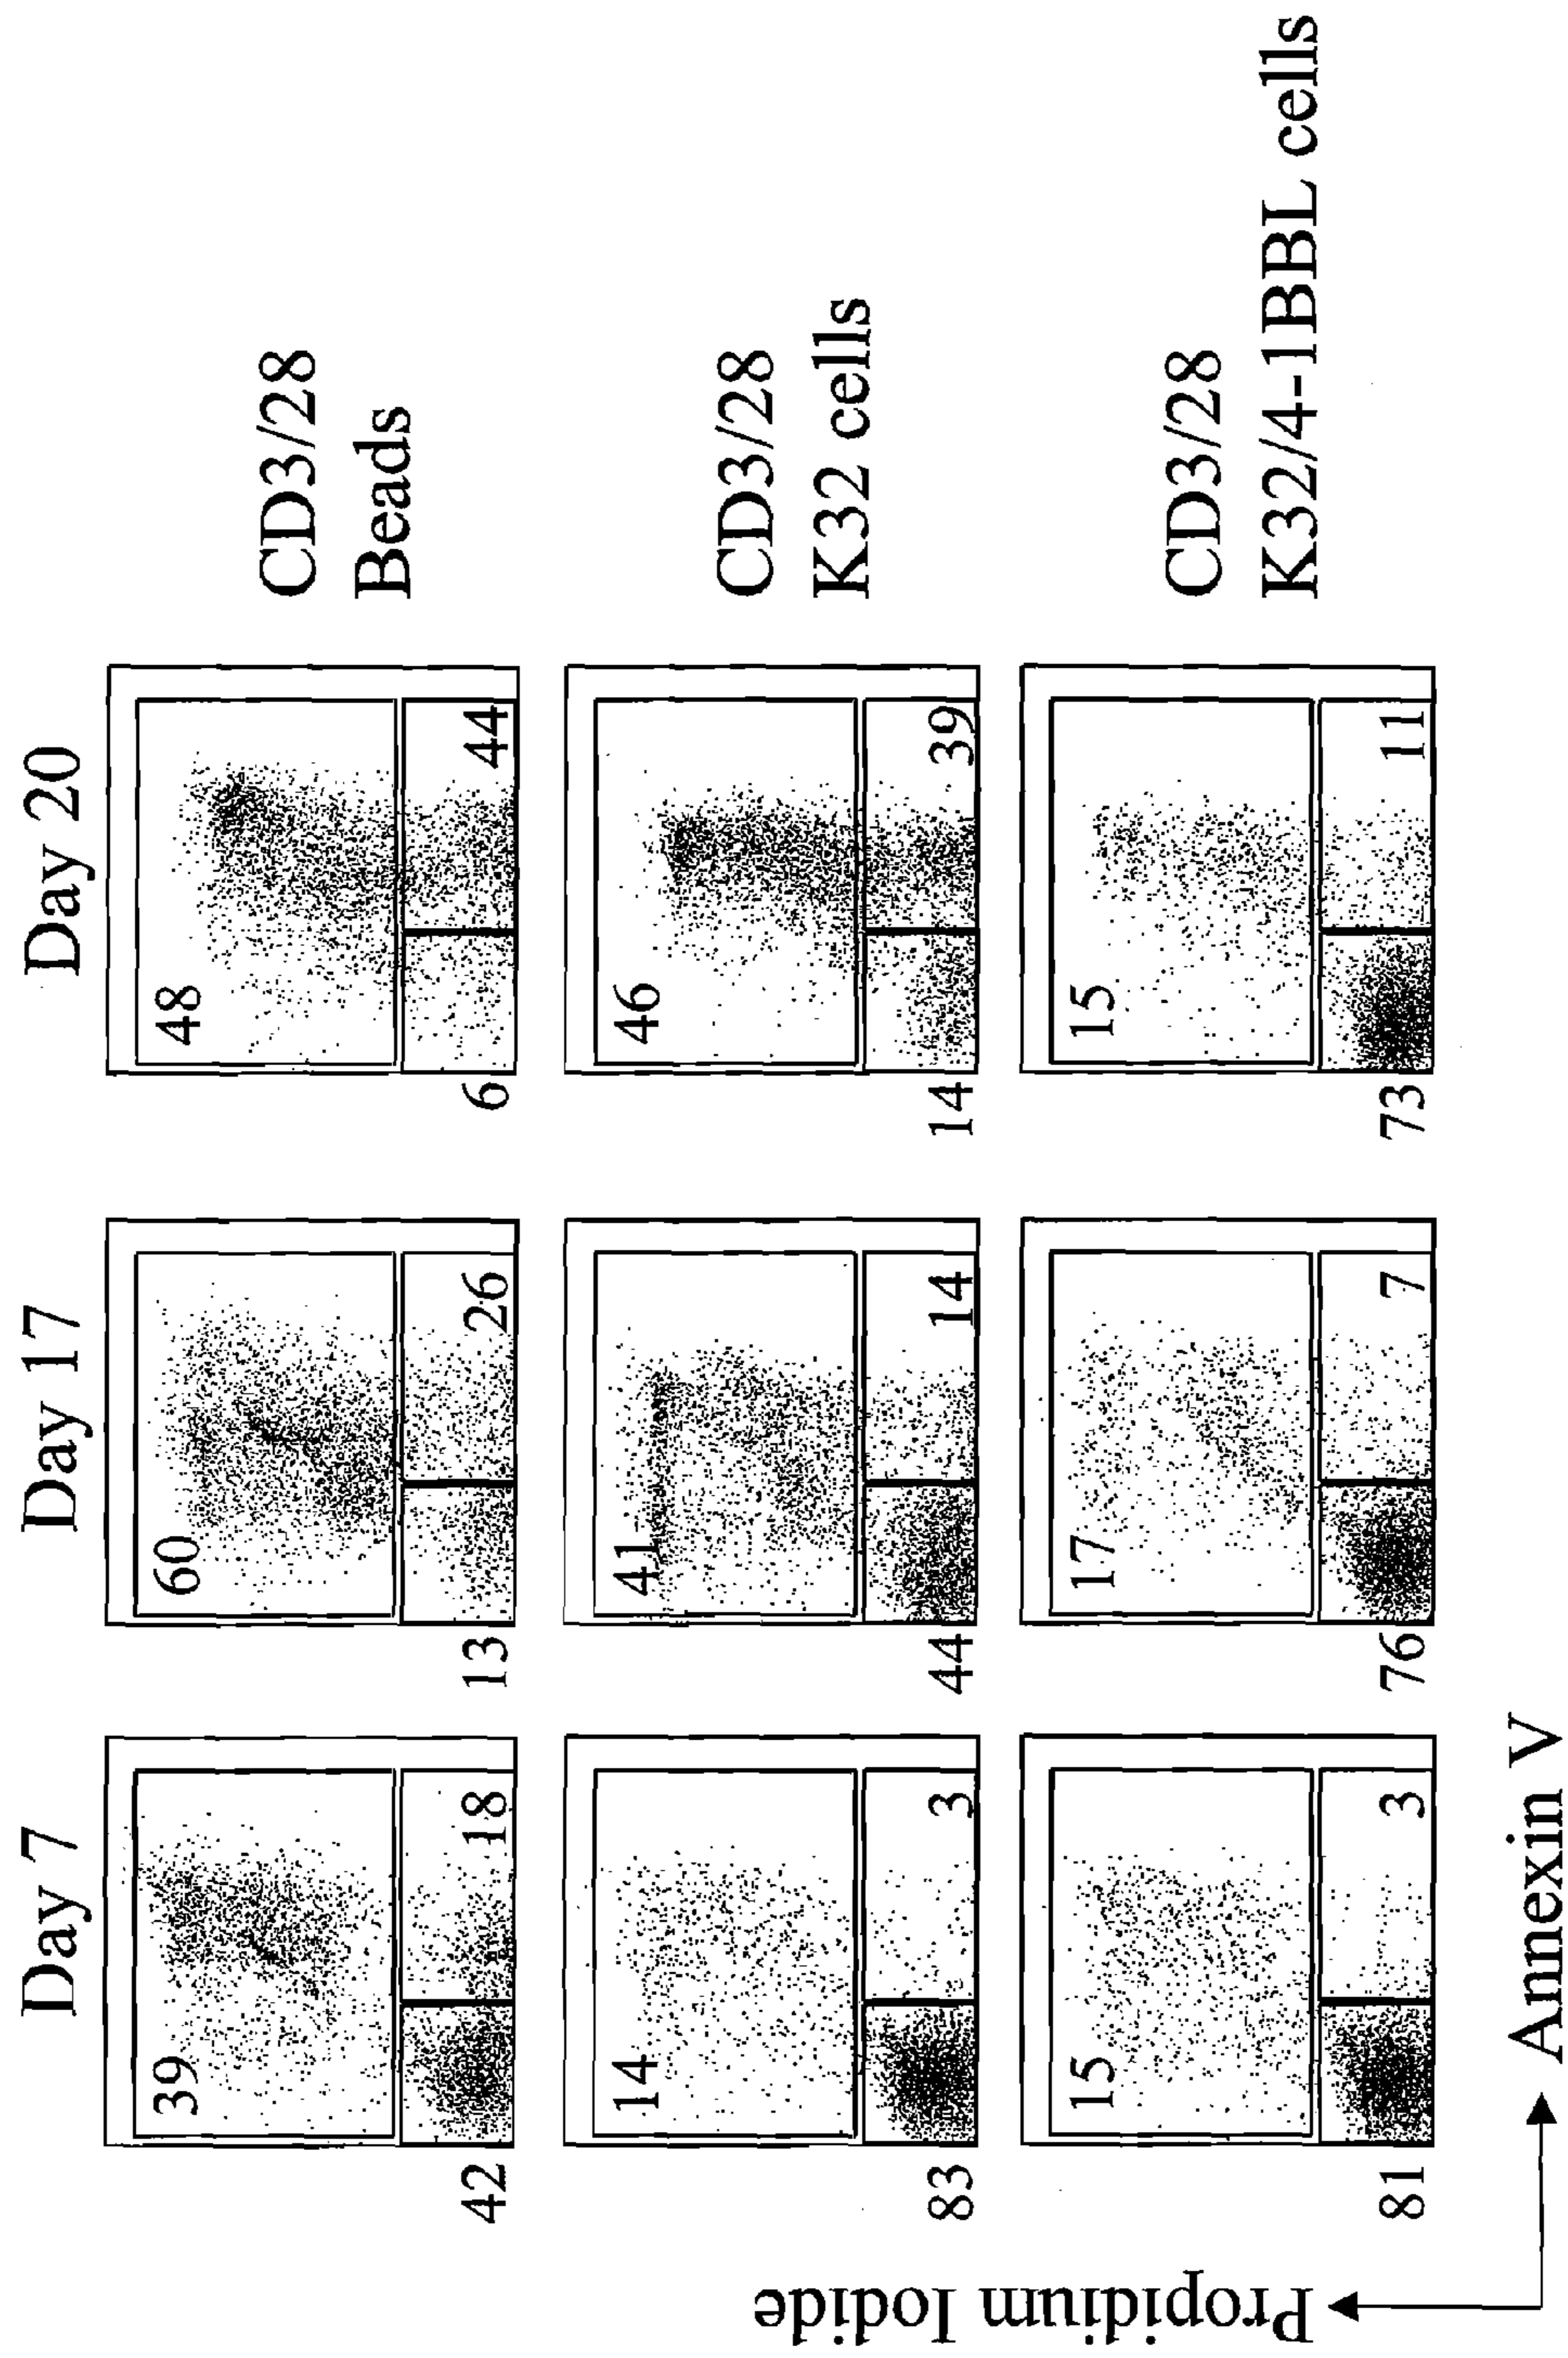 Day 7
Day 17
Day 20
39
18
42
60
26
13
48
44
6
CD3/28
Beads
14
3
83
41
14
44
46
39
14
CD3/28
K32 cells
15
3
81
17
7
76
15
11
73
CD3/28
K32/4-1BBL cells
Propidium Iodide
Annexin V